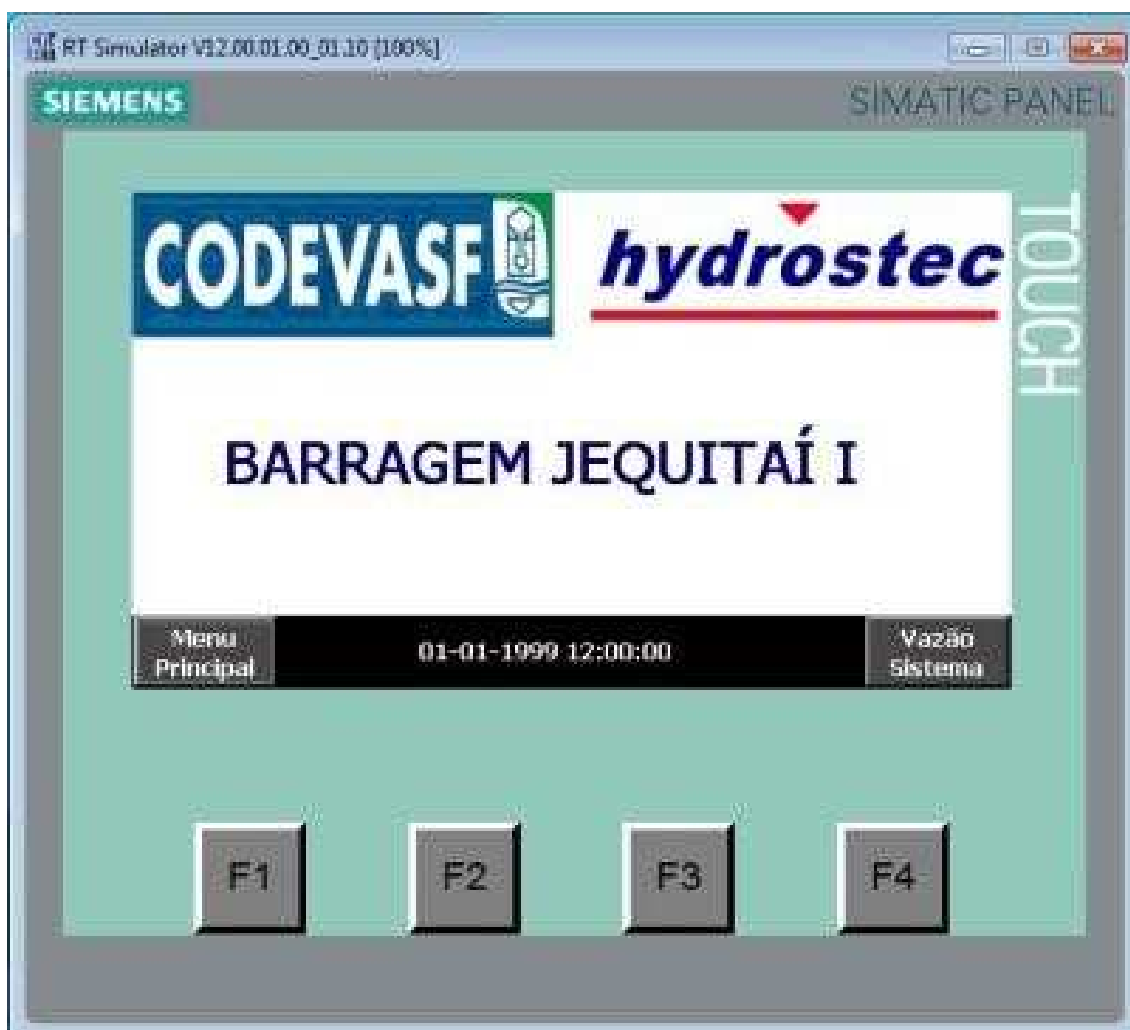 RT Simulator V12.00.01.00_01.10 [100%]
SIEMENS
SIMATIC PANEL
TOUCH
CODEVASF
hydrostec
BARRAGEM JEQUITAÍ I
Menu
Principal
01-01-1999 12:00:00
Vazão
Sistema
F1
F2
F3
F4